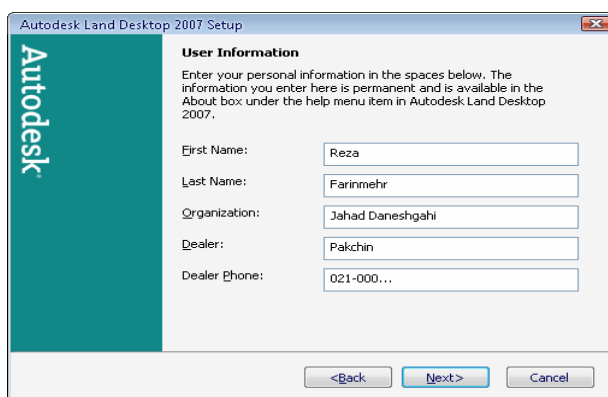 Autodesk Land Desktop 2007 Setup
Autodesk
User Information
Enter your personal information in the spaces below. The
information you enter here is permanent and is available in the
About box under the help menu item in Autodesk Land Desktop
2007.
First Name: Reza
Last Name: Farinmehr
Organization: Jahad Daneshgahi
Dealer: Pakchin
Dealer Phone: 021-000...
<Back Next> Cancel